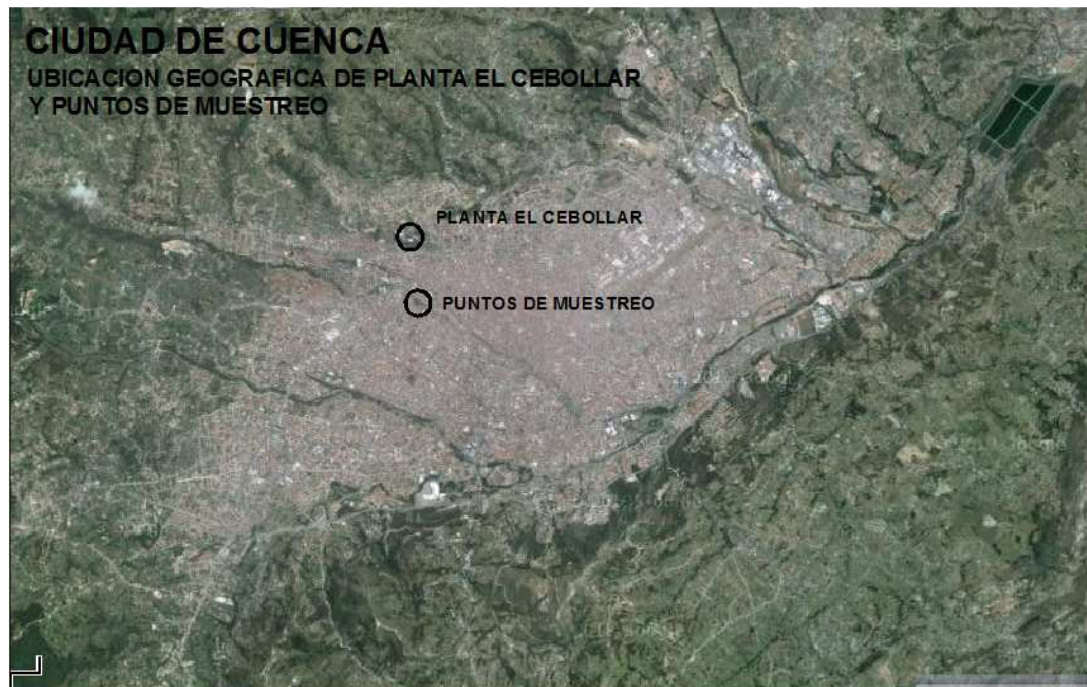 CIUDAD DE CUENCA
UBICACION GEOGRAFICA DE PLANTA EL CEBOLLAR
Y PUNTOS DE MUESTREO
PLANTA EL CEBOLLAR
PUNTOS DE MUESTREO